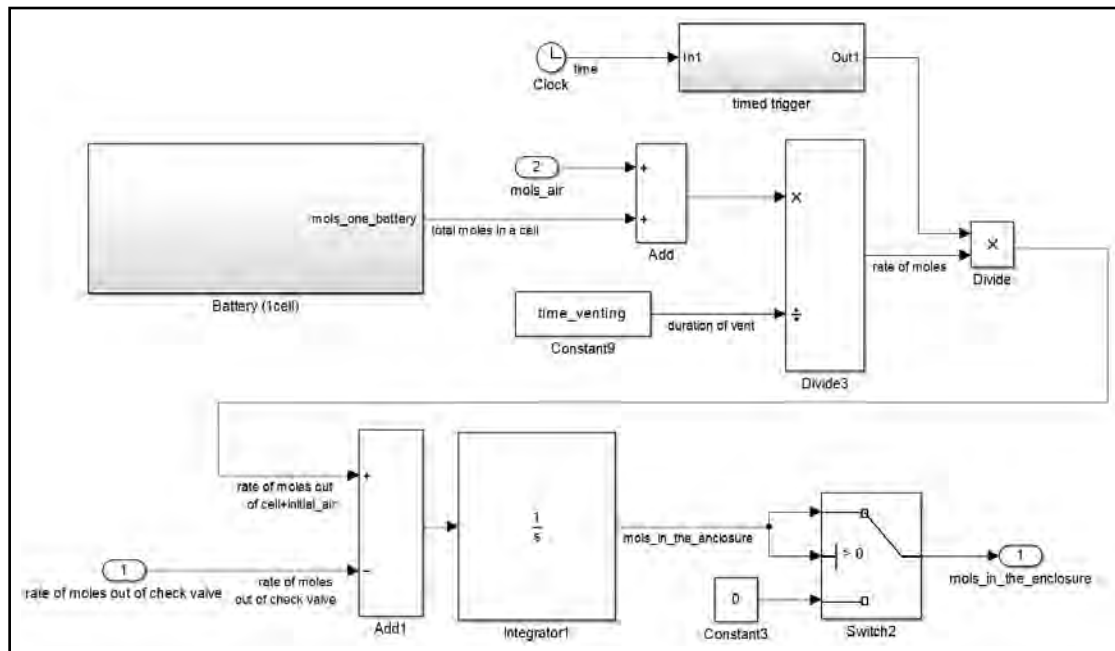 In1
Out1
time
Clock
timed trigger
2
mols_air
+
+
Add
mols_one_battery
total moles in a cell
Battery (1cell)
×
÷
rate of moles
×
Divide
time_venting
duration of vent
Constant9
Divide3
+
rate of moles out
of cell+initial_air
1
rate of moles out of check valve
−
rate of moles
out of check valve
Add1
1
s
Integrator1
mols_in_the_enclosure
> 0
0
Constant3
Switch2
1
mols_in_the_enclosure